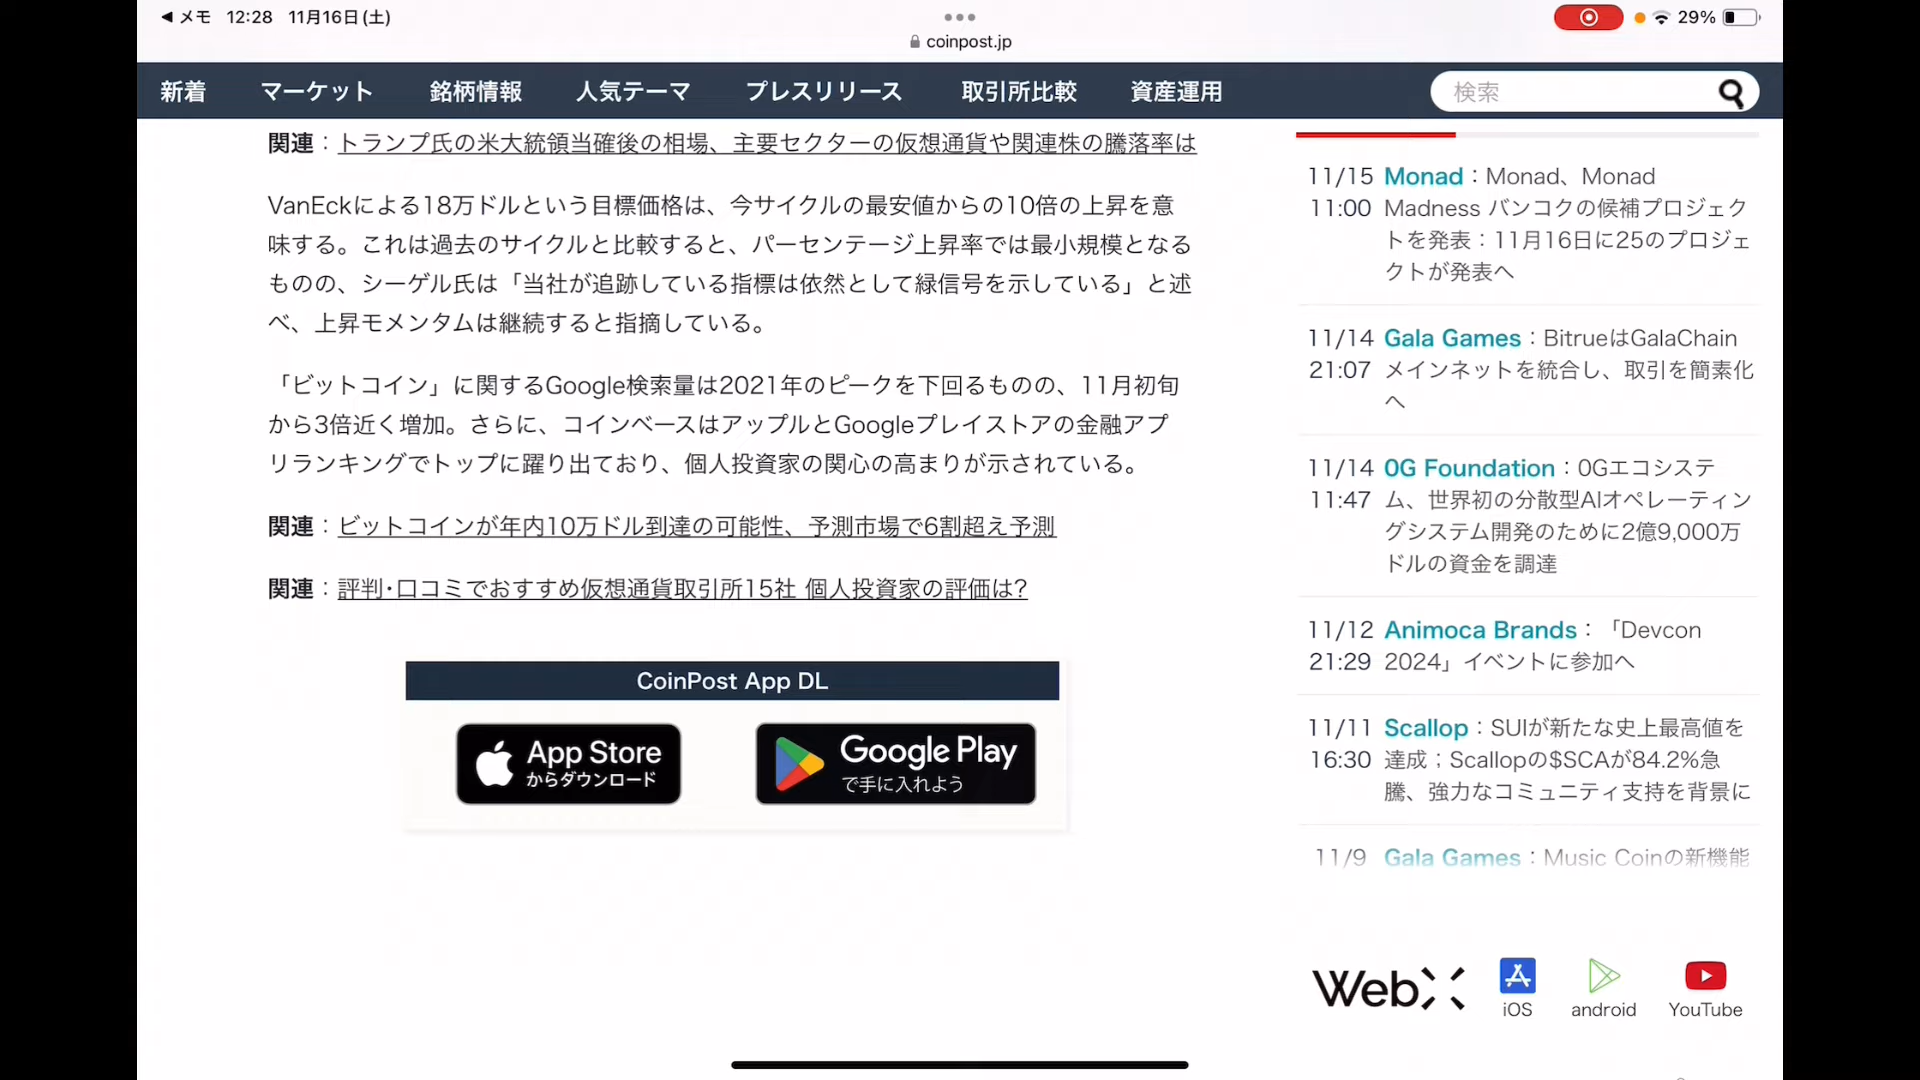 ◀ メモ 12:28 11月16日(土)
29%
coinpost.jp
新着 マーケット 銘柄情報 人気テーマ プレスリリース 取引所比較 資産運用
検索
関連：トランプ氏の米大統領当確後の相場、主要セクターの仮想通貨や関連株の騰落率は
VanEckによる18万ドルという目標価格は、今サイクルの最安値からの10倍の上昇を意
味する。これは過去のサイクルと比較すると、パーセンテージ上昇率では最小規模となる
ものの、シーゲル氏は「当社が追跡している指標は依然として緑信号を示している」と述
べ、上昇モメンタムは継続すると指摘している。
「ビットコイン」に関するGoogle検索量は2021年のピークを下回るものの、11月初旬
から3倍近く増加。さらに、コインベースはアップルとGoogleプレイストアの金融アプ
リランキングでトップに躍り出ており、個人投資家の関心の高まりが示されている。
関連：ビットコインが年内10万ドル到達の可能性、予測市場で6割超え予測
関連：評判･口コミでおすすめ仮想通貨取引所15社 個人投資家の評価は?
CoinPost App DL
App Store
からダウンロード
Google Play
で手に入れよう
11/15 Monad：Monad、Monad
11:00 Madness バンコクの候補プロジェク
トを発表：11月16日に25のプロジェ
クトが発表へ
11/14 Gala Games：BitrueはGalaChain
21:07 メインネットを統合し、取引を簡素化
へ
11/14 0G Foundation：0Gエコシステ
11:47 ム、世界初の分散型AIオペレーティン
グシステム開発のために2億9,000万
ドルの資金を調達
11/12 Animoca Brands：「Devcon
21:29 2024」イベントに参加へ
11/11 Scallop：SUIが新たな史上最高値を
16:30 達成；Scallopの$SCAが84.2%急
騰、強力なコミュニティ支持を背景に
11/9 Gala Games：Music Coinの新機能
WebX
iOS
android
YouTube